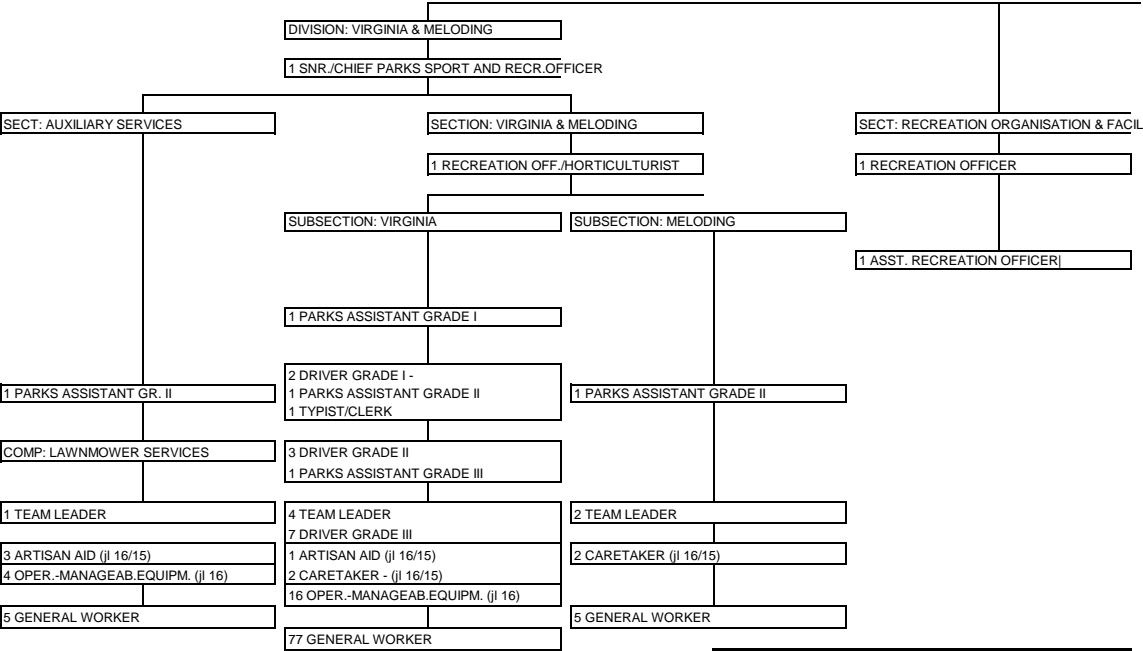 DIVISION: VIRGINIA & MELODING
1 SNR./CHIEF PARKS SPORT AND RECR.OFFICER
SECT: AUXILIARY SERVICES
SECTION: VIRGINIA & MELODING
SECT: RECREATION ORGANISATION & FACIL
1 RECREATION OFF./HORTICULTURIST
1 RECREATION OFFICER
SUBSECTION: VIRGINIA
SUBSECTION: MELODING
1 ASST. RECREATION OFFICER|
1 PARKS ASSISTANT GRADE I
2 DRIVER GRADE I -
1 PARKS ASSISTANT GR. II
1 PARKS ASSISTANT GRADE II
1 PARKS ASSISTANT GRADE II
1 TYPIST/CLERK
COMP: LAWNMOWER SERVICES
3 DRIVER GRADE II
1 PARKS ASSISTANT GRADE III
1 TEAM LEADER
4 TEAM LEADER
2 TEAM LEADER
7 DRIVER GRADE III
3 ARTISAN AID (jl 16/15)
1 ARTISAN AID (jl 16/15)
2 CARETAKER (jl 16/15)
4 OPER.-MANAGEAB.EQUIPM. (jl 16)
2 CARETAKER - (jl 16/15)
16 OPER.-MANAGEAB.EQUIPM. (jl 16)
5 GENERAL WORKER
5 GENERAL WORKER
77 GENERAL WORKER